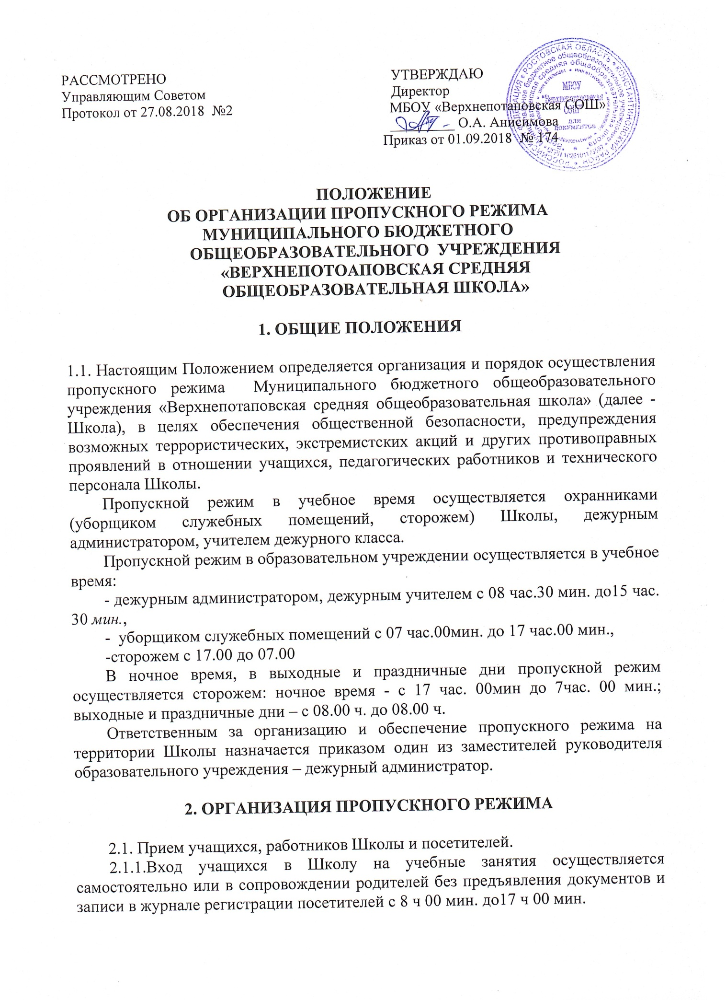 РАССМОТРЕНО
Управляющим Советом
Протокол от 27.08.2018 №2
УТВЕРЖДАЮ
Директор
МБОУ «Верхнепотаповская СОШ»
__________ О.А. Анисимова
Приказ от 01.09.2018 № 174
МБОУ
"Верхнепотаповская
СОШ"
для
документов
ПОЛОЖЕНИЕ
ОБ ОРГАНИЗАЦИИ ПРОПУСКНОГО РЕЖИМА
МУНИЦИПАЛЬНОГО БЮДЖЕТНОГО
ОБЩЕОБРАЗОВАТЕЛЬНОГО УЧРЕЖДЕНИЯ
«ВЕРХНЕПОТОАПОВСКАЯ СРЕДНЯЯ
ОБЩЕОБРАЗОВАТЕЛЬНАЯ ШКОЛА»
1. ОБЩИЕ ПОЛОЖЕНИЯ
1.1. Настоящим Положением определяется организация и порядок осуществления
пропускного режима Муниципального бюджетного общеобразовательного
учреждения «Верхнепотаповская средняя общеобразовательная школа» (далее -
Школа), в целях обеспечения общественной безопасности, предупреждения
возможных террористических, экстремистских акций и других противоправных
проявлений в отношении учащихся, педагогических работников и технического
персонала Школы.
Пропускной режим в учебное время осуществляется охранниками
(уборщиком служебных помещений, сторожем) Школы, дежурным
администратором, учителем дежурного класса.
Пропускной режим в образовательном учреждении осуществляется в учебное
время:
- дежурным администратором, дежурным учителем с 08 час.30 мин. до15 час.
30 мин.,
- уборщиком служебных помещений с 07 час.00мин. до 17 час.00 мин.,
-сторожем с 17.00 до 07.00
В ночное время, в выходные и праздничные дни пропускной режим
осуществляется сторожем: ночное время - с 17 час. 00мин до 7час. 00 мин.;
выходные и праздничные дни – с 08.00 ч. до 08.00 ч.
Ответственным за организацию и обеспечение пропускного режима на
территории Школы назначается приказом один из заместителей руководителя
образовательного учреждения – дежурный администратор.
2. ОРГАНИЗАЦИЯ ПРОПУСКНОГО РЕЖИМА
2.1. Прием учащихся, работников Школы и посетителей.
2.1.1.Вход учащихся в Школу на учебные занятия осуществляется
самостоятельно или в сопровождении родителей без предъявления документов и
записи в журнале регистрации посетителей с 8 ч 00 мин. до17 ч 00 мин.